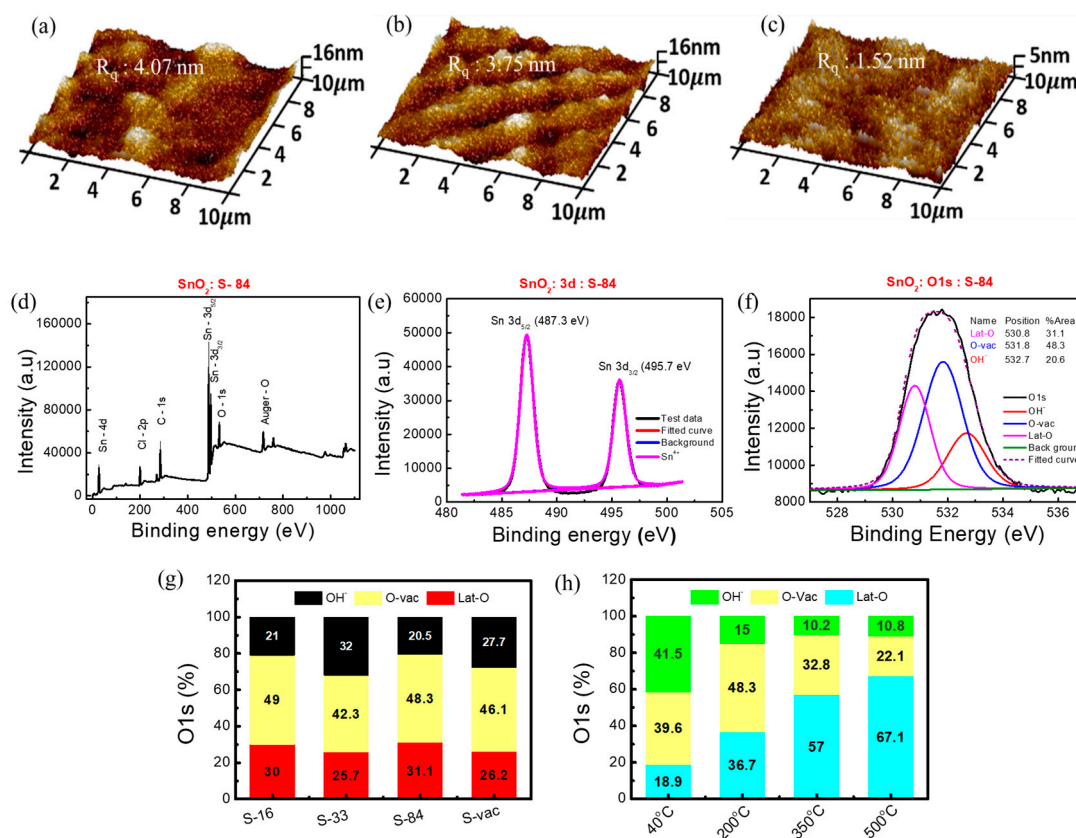 (a)
R_q : 4.07 nm
16nm
10μm
8
6
4
2
2
4
6
8
10μm
(b)
R_q : 3.75 nm
16nm
10μm
8
6
4
2
2
4
6
8
10μm
(c)
R_q : 1.52 nm
5nm
10μm
8
6
4
2
2
4
6
8
10μm
(d)
SnO₂: S- 84
Intensity (a.u)
160000
120000
80000
40000
0
Sn - 4d
Cl - 2p
C - 1s
Sn - 3d₅/₂
Sn - 3d₃/₂
O - 1s
Auger - O
0 200 400 600 800 1000
Binding energy (eV)
(e)
SnO₂: 3d : S-84
Intensity (a.u)
60000
50000
40000
30000
20000
10000
0
Sn 3d₅/₂ (487.3 eV)
Sn 3d₃/₂ (495.7 eV
Test data
Fitted curve
Background
Sn⁴⁺
480 485 490 495 500 505
Binding energy (eV)
(f)
SnO₂: O1s : S-84
Intensity (a.u)
18000
16000
14000
12000
10000
8000
Name Position %Area
Lat-O 530.8 31.1
O-vac 531.8 48.3
OH⁻ 532.7 20.6
O1s
OH⁻
O-vac
Lat-O
Back ground
Fitted curve
528 530 532 534 536
Binding Energy (eV)
(g)
O1s (%)
120
100
80
60
40
20
0
OH⁻ O-vac Lat-O
21 32 20.5 27.7
49 42.3 48.3 46.1
30 25.7 31.1 26.2
S-16 S-33 S-84 S-vac
(h)
O1s (%)
120
100
80
60
40
20
0
OH⁻ O-Vac Lat-O
41.5 15 10.2 10.8
39.6 48.3 32.8 22.1
18.9 36.7 57 67.1
40°C 200°C 350°C 500°C